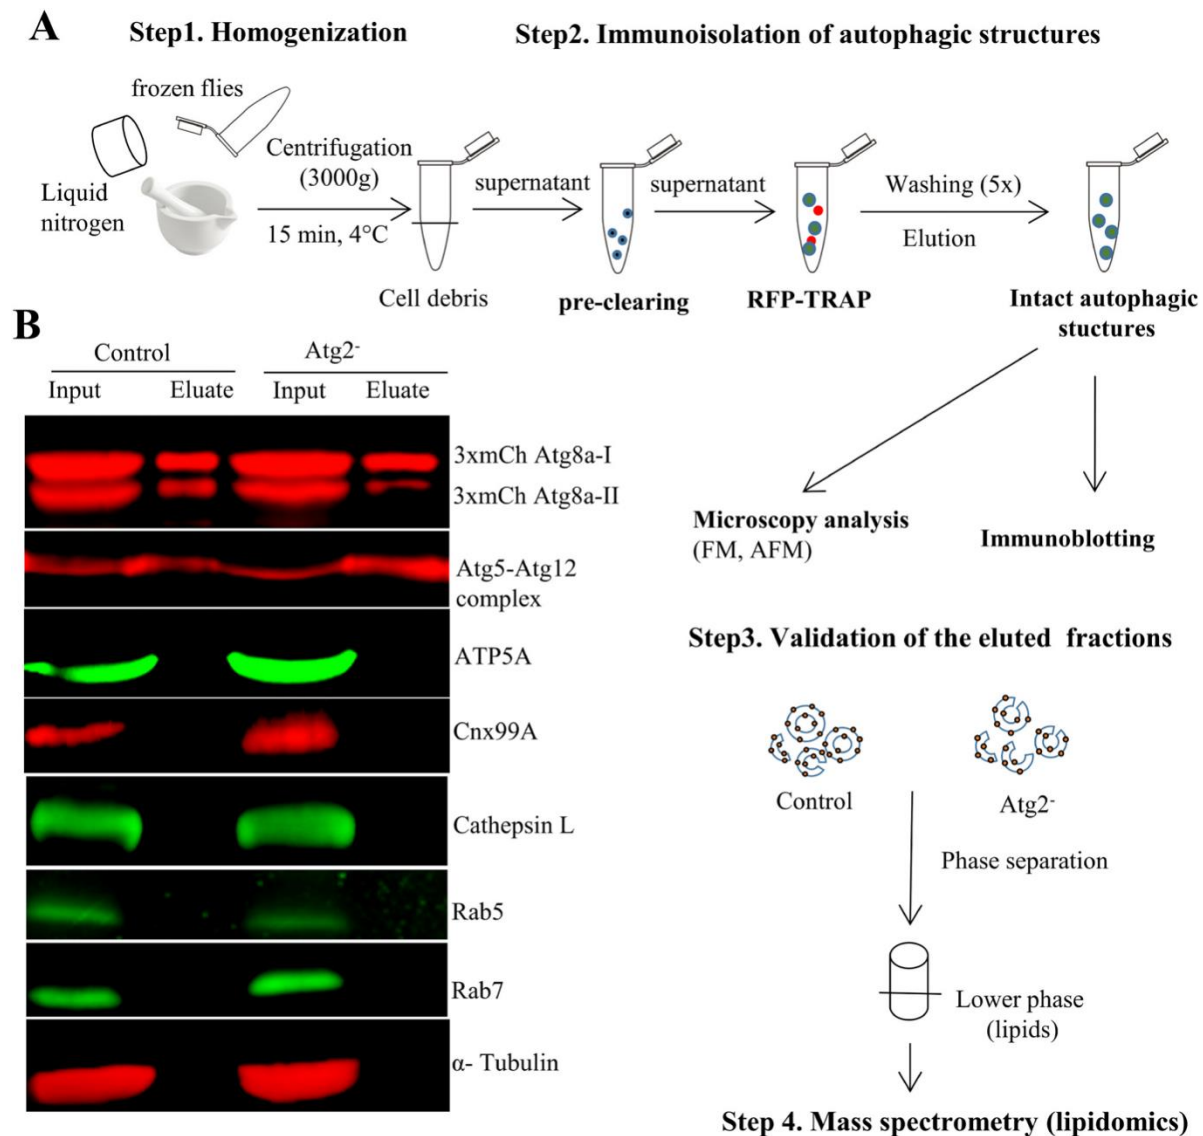 A
Step1. Homogenization
Step2. Immunoisolation of autophagic structures
frozen flies
Liquid
nitrogen
Centrifugation
(3000g)
15 min, 4°C
Cell debris
supernatant
pre-clearing
supernatant
RFP-TRAP
Washing (5x)
Elution
Intact autophagic
stuctures
Microscopy analysis
(FM, AFM)
Immunoblotting
Step3. Validation of the eluted fractions
Control
Atg2-
Phase separation
Lower phase
(lipids)
Step 4. Mass spectrometry (lipidomics)
B
Control
Atg2-
Input
Eluate
Input
Eluate
3xmCh Atg8a-I
3xmCh Atg8a-II
Atg5-Atg12
complex
ATP5A
Cnx99A
Cathepsin L
Rab5
Rab7
α- Tubulin